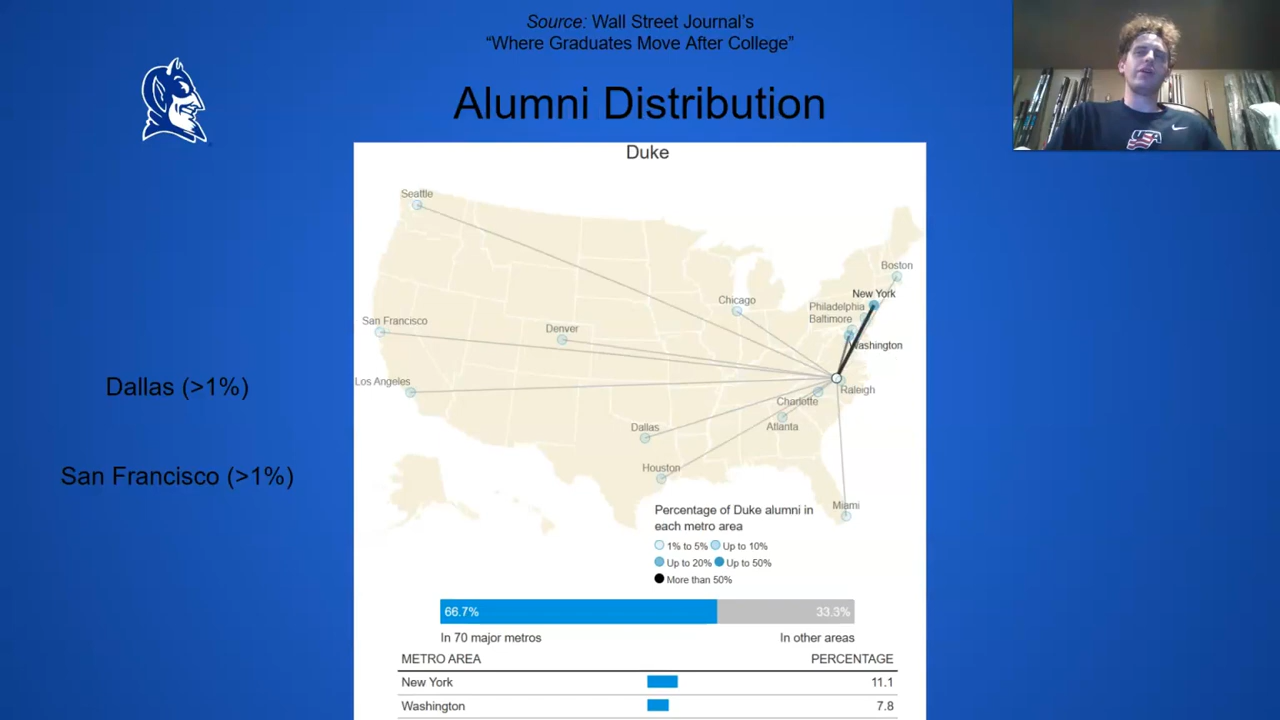 Source: Wall Street Journal's
“Where Graduates Move After College”
Alumni Distribution
Duke
Seattle
Boston
New York
Chicago
Philadelphia
Baltimore
San Francisco
Denver
Washington
Los Angeles
Raleigh
Charlotte
Dallas
Atlanta
Houston
Miami
Dallas (>1%)
San Francisco (>1%)
Percentage of Duke alumni in
each metro area
1% to 5% Up to 10%
Up to 20% Up to 50%
More than 50%
66.7% 33.3%
In 70 major metros In other areas
METRO AREA PERCENTAGE
New York 11.1
Washington 7.8
USA